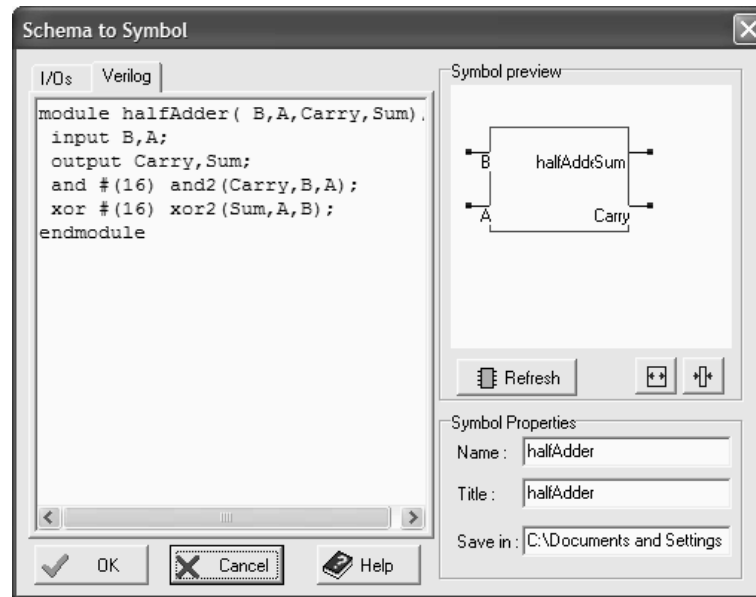 Schema to Symbol
I/Os
Verilog
module halfAdder( B,A,Carry,Sum)
input B,A;
output Carry,Sum;
and #(16) and2(Carry,B,A);
xor #(16) xor2(Sum,A,B);
endmodule
OK
Cancel
Help
Symbol preview
B
Sum
A
Carry
Refresh
Symbol Properties
Name : halfAdder
Title : halfAdder
Save in : C:\Documents and Settings